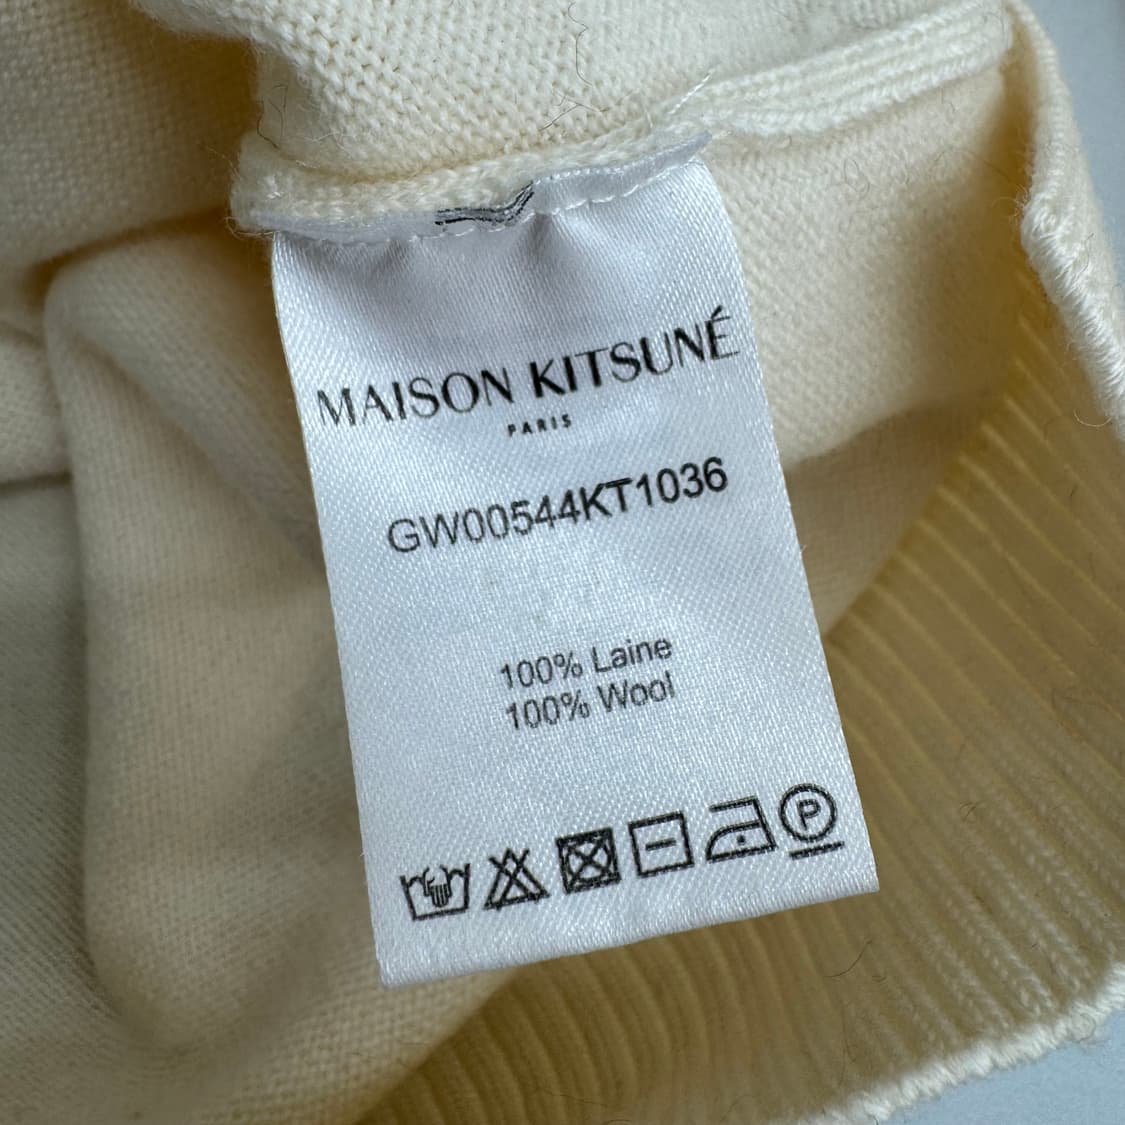 MAISON KITSUNÉ
PARIS
GW00544KT1036
100% Laine
100% Wool
P